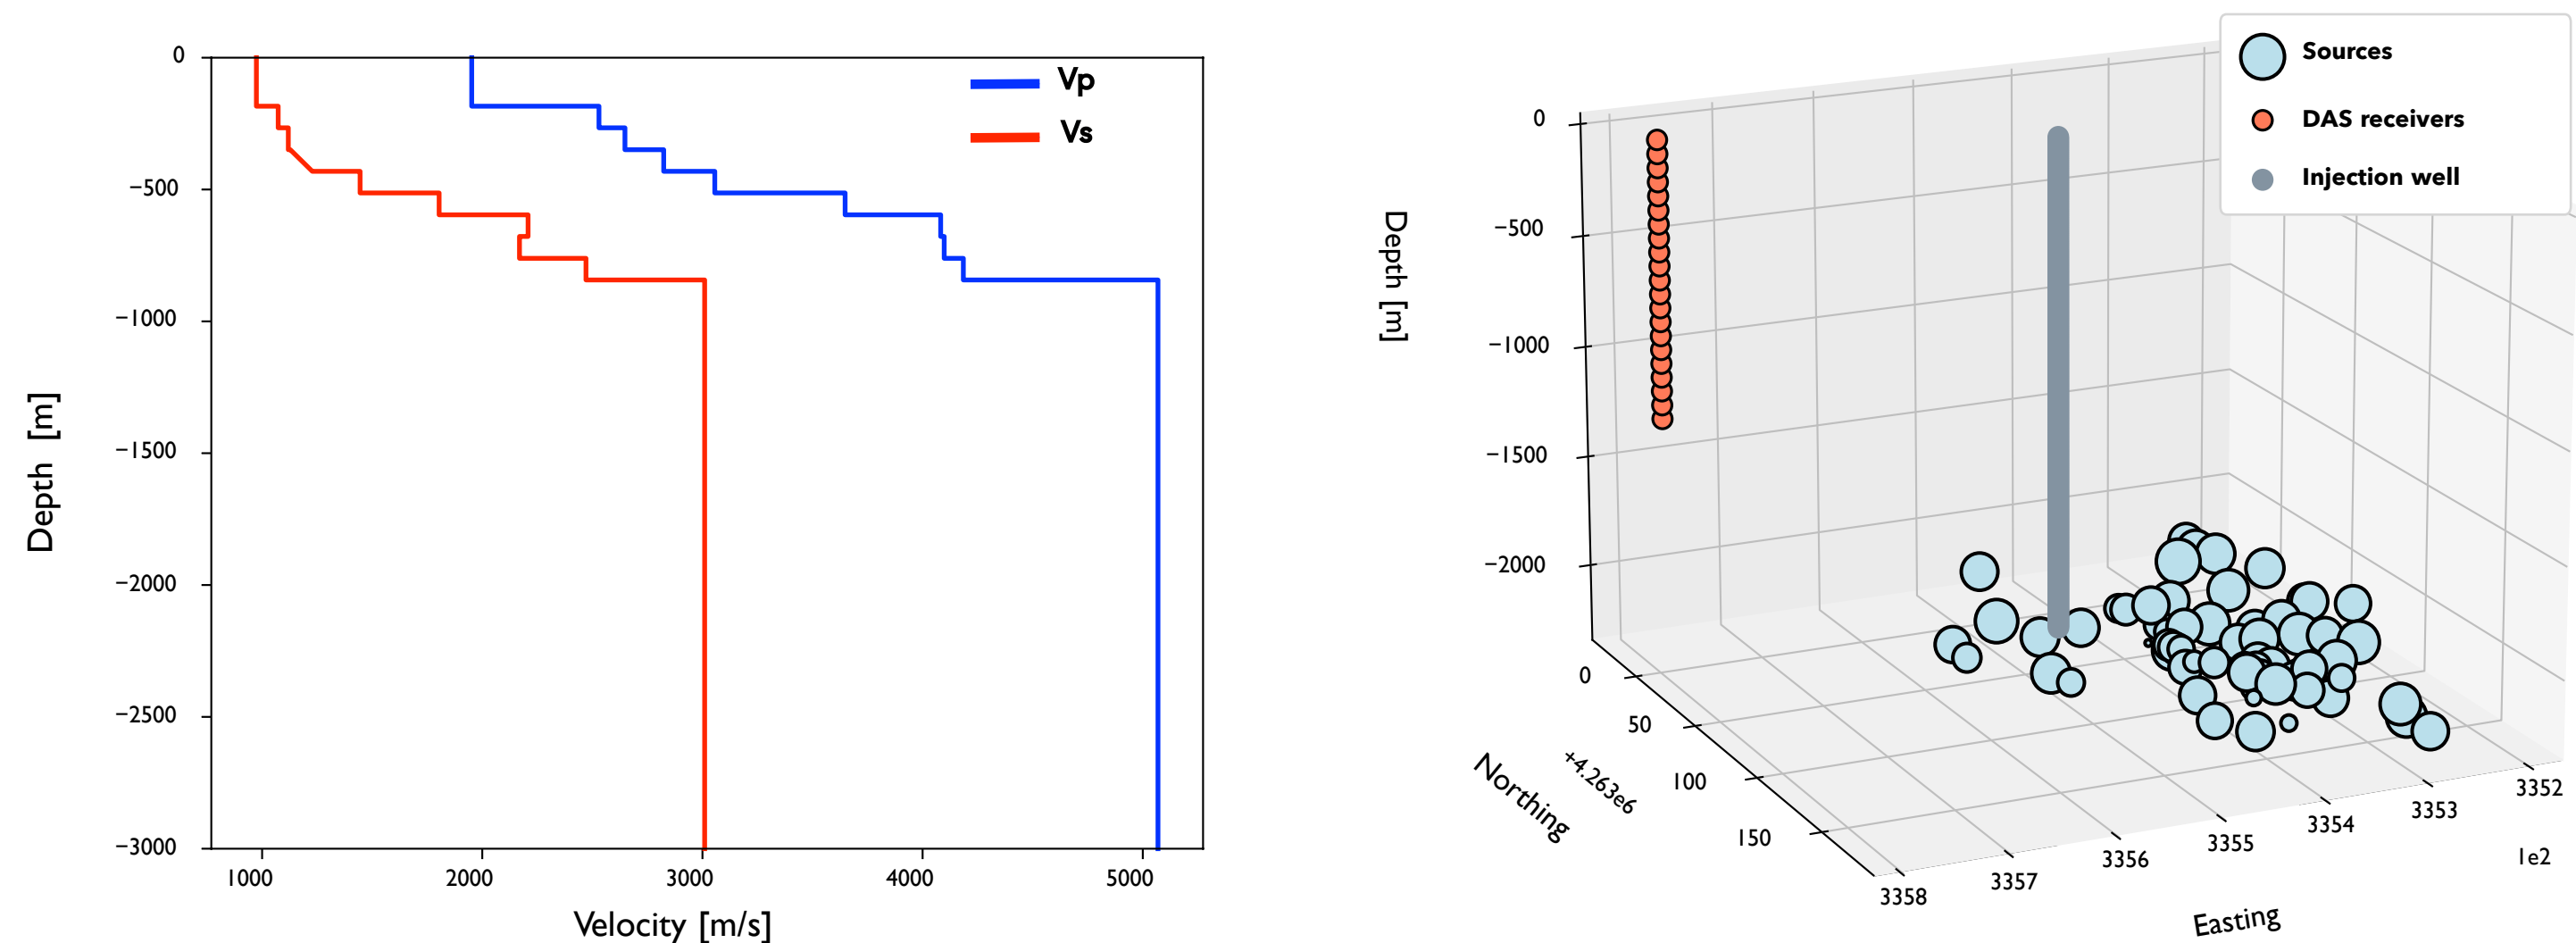 0
−500
−1000
−1500
−2000
−2500
−3000
Depth [m]
1000
2000
3000
4000
5000
Velocity [m/s]
Vp
Vs
Sources
DAS receivers
Injection well
Depth [m]
0
−500
−1000
−1500
−2000
0
50
100
150
+4.263e6
Northing
3358
3357
3356
3355
3354
3353
3352
1e2
Easting